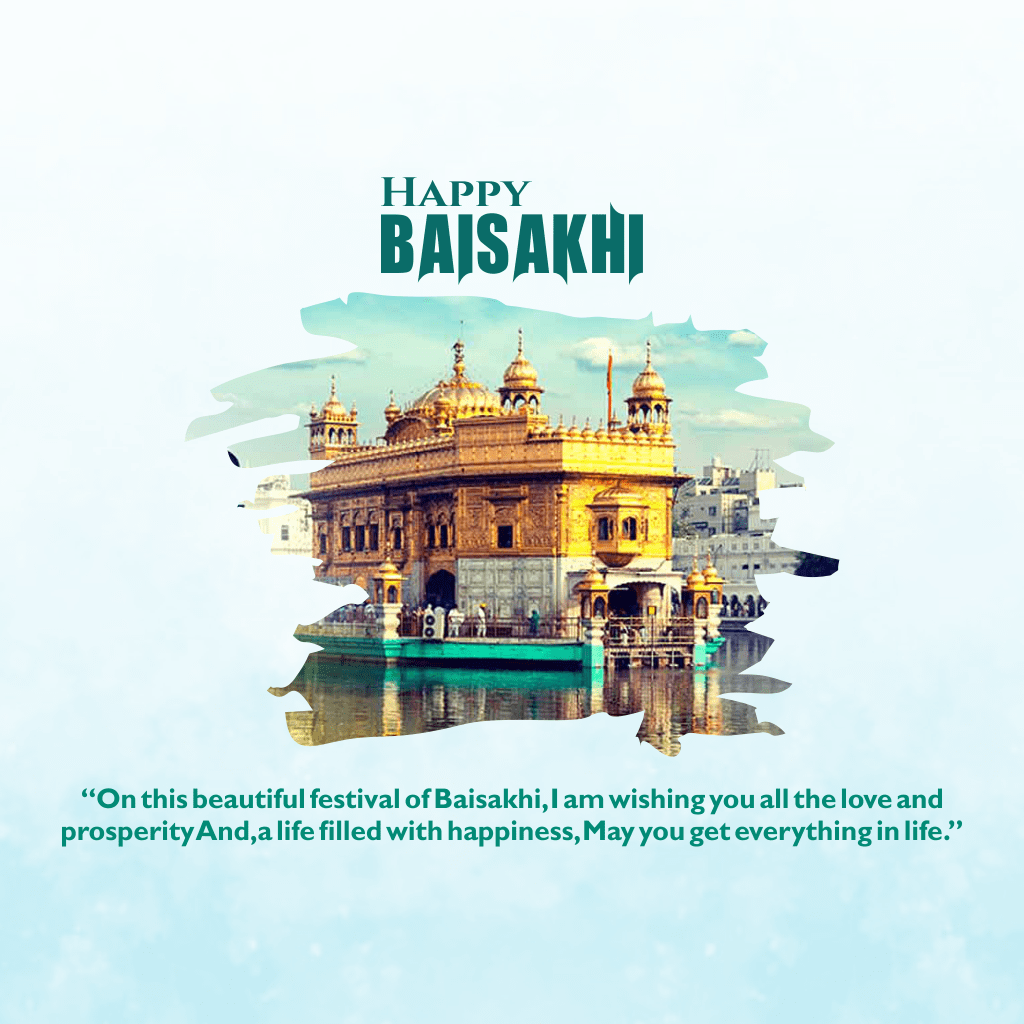 HAPPY
BAISAKHI
“On this beautiful festival of Baisakhi, I am wishing you all the love and
prosperity And, a life filled with happiness, May you get everything in life.”